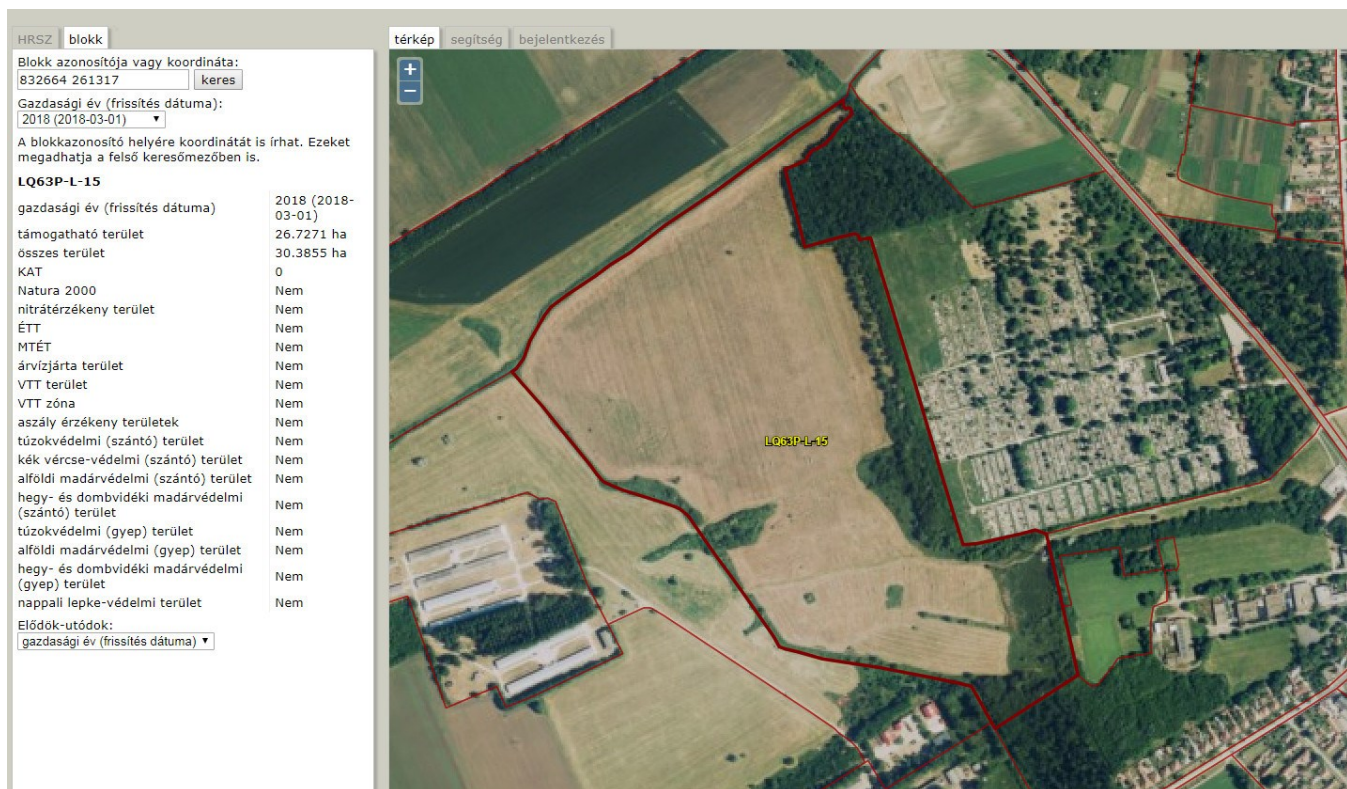 HRSZ blokk
térkép segítség bejelentkezés
Blokk azonosítója vagy koordináta:
832664 261317 keres
Gazdasági év (frissítés dátuma):
2018 (2018-03-01)
A blokkazonosító helyére koordinátát is írhat. Ezeket
megadhatja a felső keresőmezőben is.
LQ63P-L-15
gazdasági év (frissítés dátuma) 2018 (2018-
03-01)
támogatható terület 26.7271 ha
összes terület 30.3855 ha
KAT 0
Natura 2000 Nem
nitrátérzékeny terület Nem
ÉTT Nem
MTÉT Nem
árvízjárta terület Nem
VTT terület Nem
VTT zóna Nem
aszály érzékeny területek Nem
túzokvédelmi (szántó) terület Nem
kék vércse-védelmi (szántó) terület Nem
alföldi madárvédelmi (szántó) terület Nem
hegy- és dombvidéki madárvédelmi
(szántó) terület Nem
túzokvédelmi (gyep) terület Nem
alföldi madárvédelmi (gyep) terület Nem
hegy- és dombvidéki madárvédelmi
(gyep) terület Nem
nappali lepke-védelmi terület Nem
Elődök-utódok:
gazdasági év (frissítés dátuma)
+
−
LQ63P-L-15